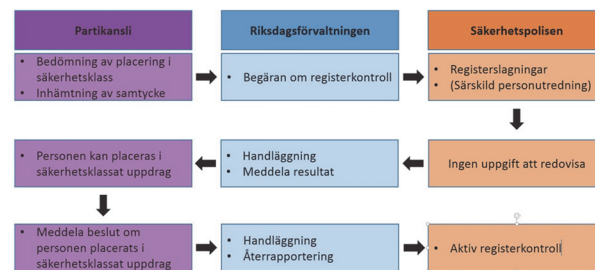 Partikansli
Riksdagsförvaltningen
Säkerhetspolisen
• Bedömning av placering i
säkerhetsklass
• Inhämtning av samtycke
• Begäran om registerkontroll
• Registerslagningar
• (Särskild personutredning)
• Personen kan placeras i
säkerhetsklassat uppdrag
• Handläggning
• Meddela resultat
Ingen uppgift att redovisa
• Meddela beslut om
personen placerats i
säkerhetsklassat uppdrag
• Handläggning
• Återrapportering
• Aktiv registerkontroll